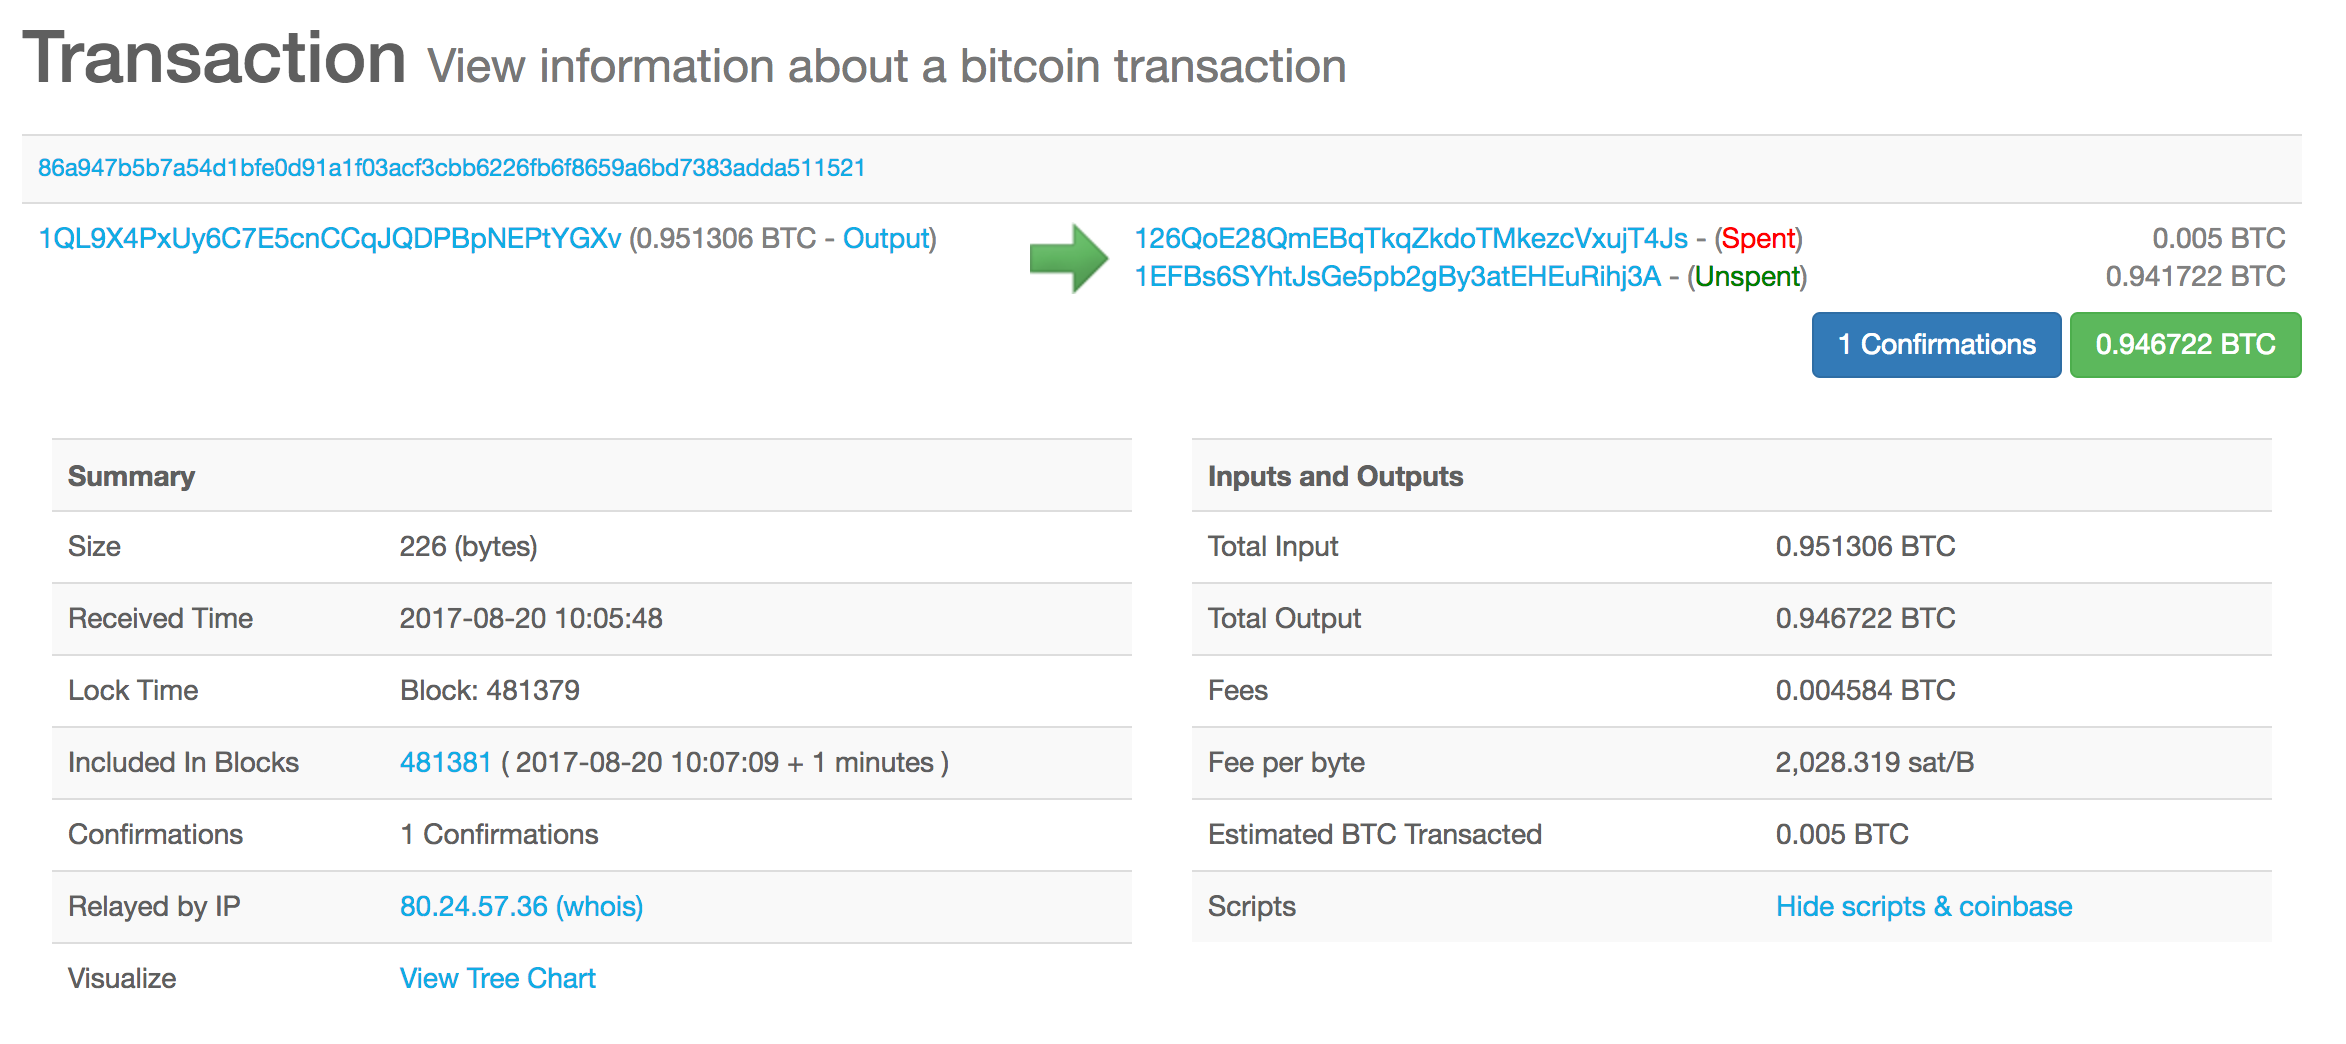 Transaction View information about a bitcoin transaction
86a947b5b7a54d1bfe0d91a1f03acf3cbb6226fb6f8659a6bd7383adda511521
1QL9X4PxUy6C7E5cnCCqJQDPBpNEPtYGXv (0.951306 BTC - Output)
126QoE28QmEBqTkqZkdoTMkezcVxujT4Js - (Spent) 0.005 BTC
1EFBs6SYhtJsGe5pb2gBy3atEHEuRihj3A - (Unspent) 0.941722 BTC
1 Confirmations 0.946722 BTC
Summary
Size 226 (bytes)
Received Time 2017-08-20 10:05:48
Lock Time Block: 481379
Included In Blocks 481381 ( 2017-08-20 10:07:09 + 1 minutes )
Confirmations 1 Confirmations
Relayed by IP 80.24.57.36 (whois)
Visualize View Tree Chart
Inputs and Outputs
Total Input 0.951306 BTC
Total Output 0.946722 BTC
Fees 0.004584 BTC
Fee per byte 2,028.319 sat/B
Estimated BTC Transacted 0.005 BTC
Scripts Hide scripts & coinbase